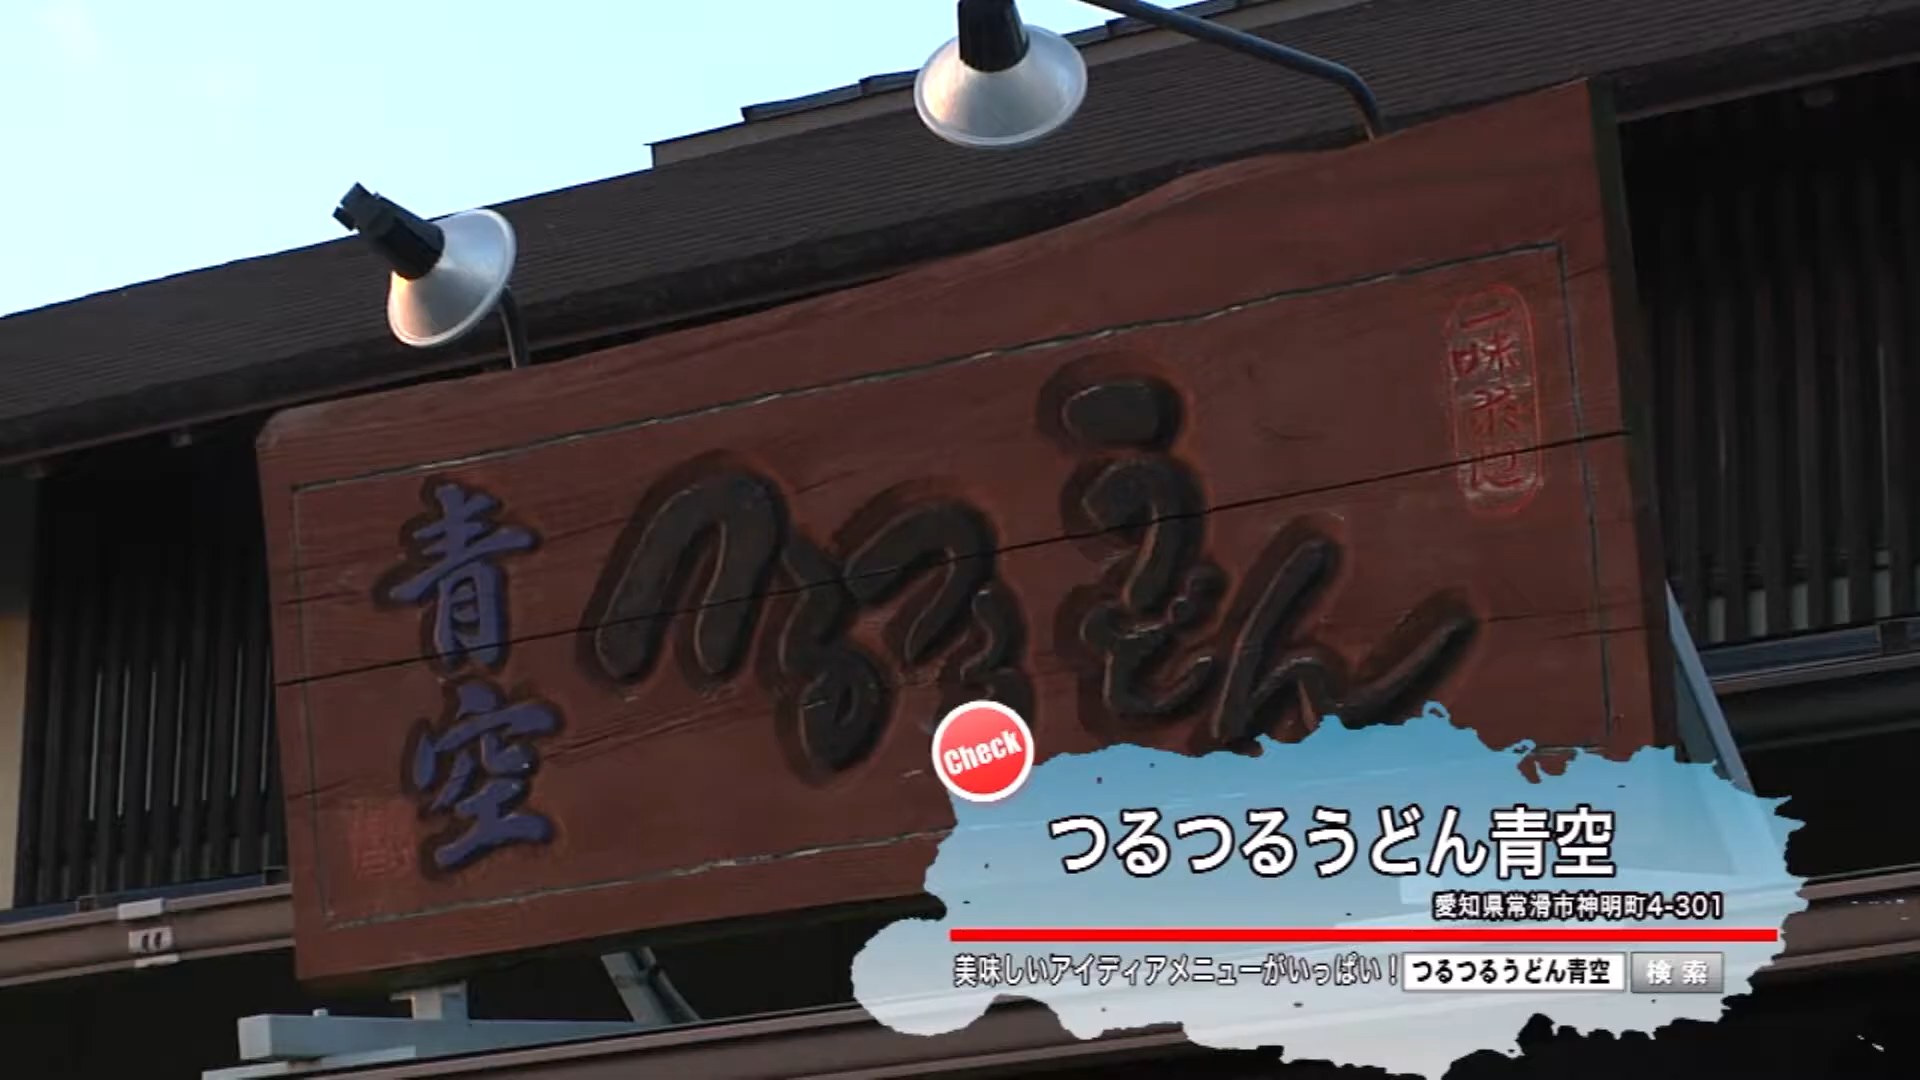 つるつる
うどん
青空
Check
つるつるうどん青空
愛知県常滑市神明町4-301
美味しいアイディアメニューがいっぱい!
つるつるうどん青空
検索